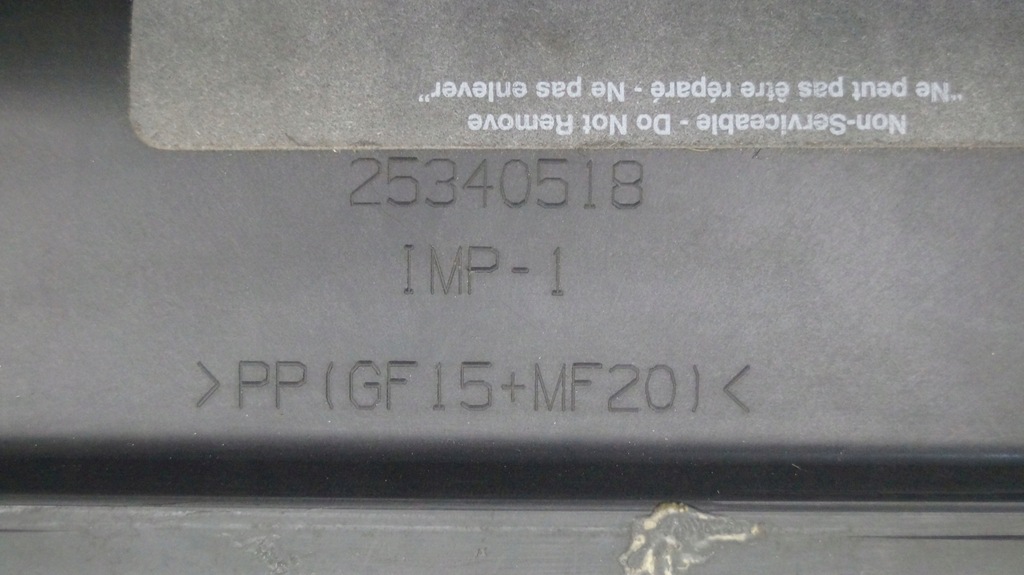 Non-Serviceable - Do Not Remove
"Ne peut pas être réparé - Ne pas enlever"
25340518
IMP-1
>PP(GF15+MF20)<